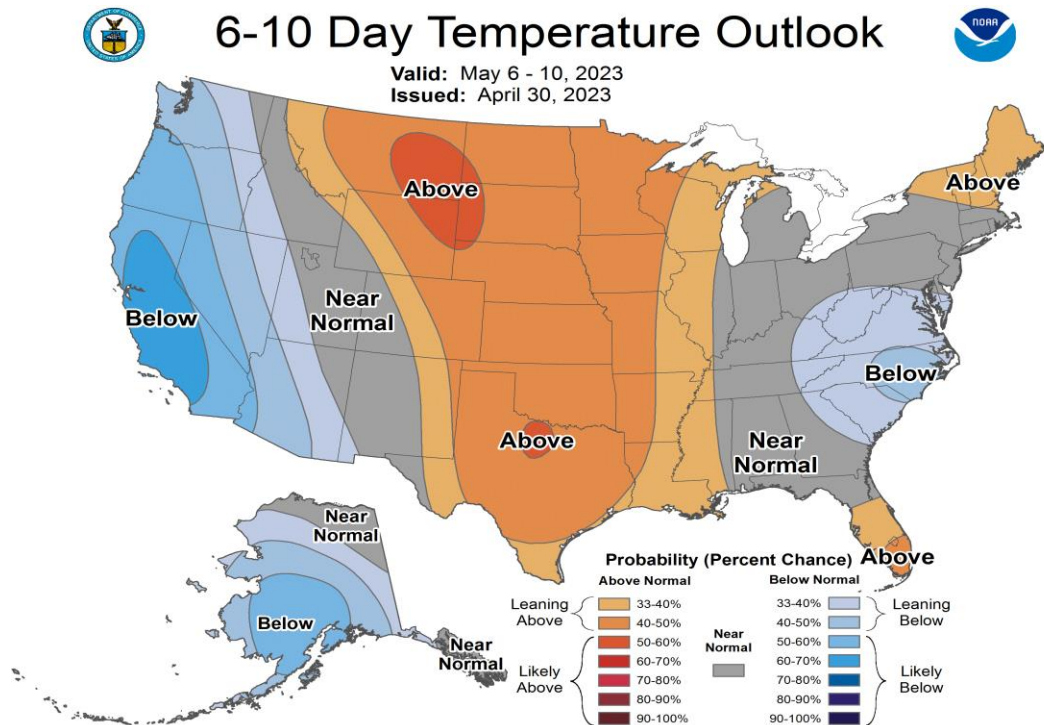 6-10 Day Temperature Outlook
NOAA
Valid: May 6 - 10, 2023
Issued: April 30, 2023
Above
Above
Below
Near
Normal
Below
Above
Near
Normal
Near
Normal
Above
Below
Near
Normal
Probability (Percent Chance)
Above Normal
Below Normal
Leaning
Above
33-40%
40-50%
Likely
Above
50-60%
60-70%
70-80%
80-90%
90-100%
Near
Normal
33-40%
40-50%
Leaning
Below
50-60%
60-70%
70-80%
80-90%
90-100%
Likely
Below